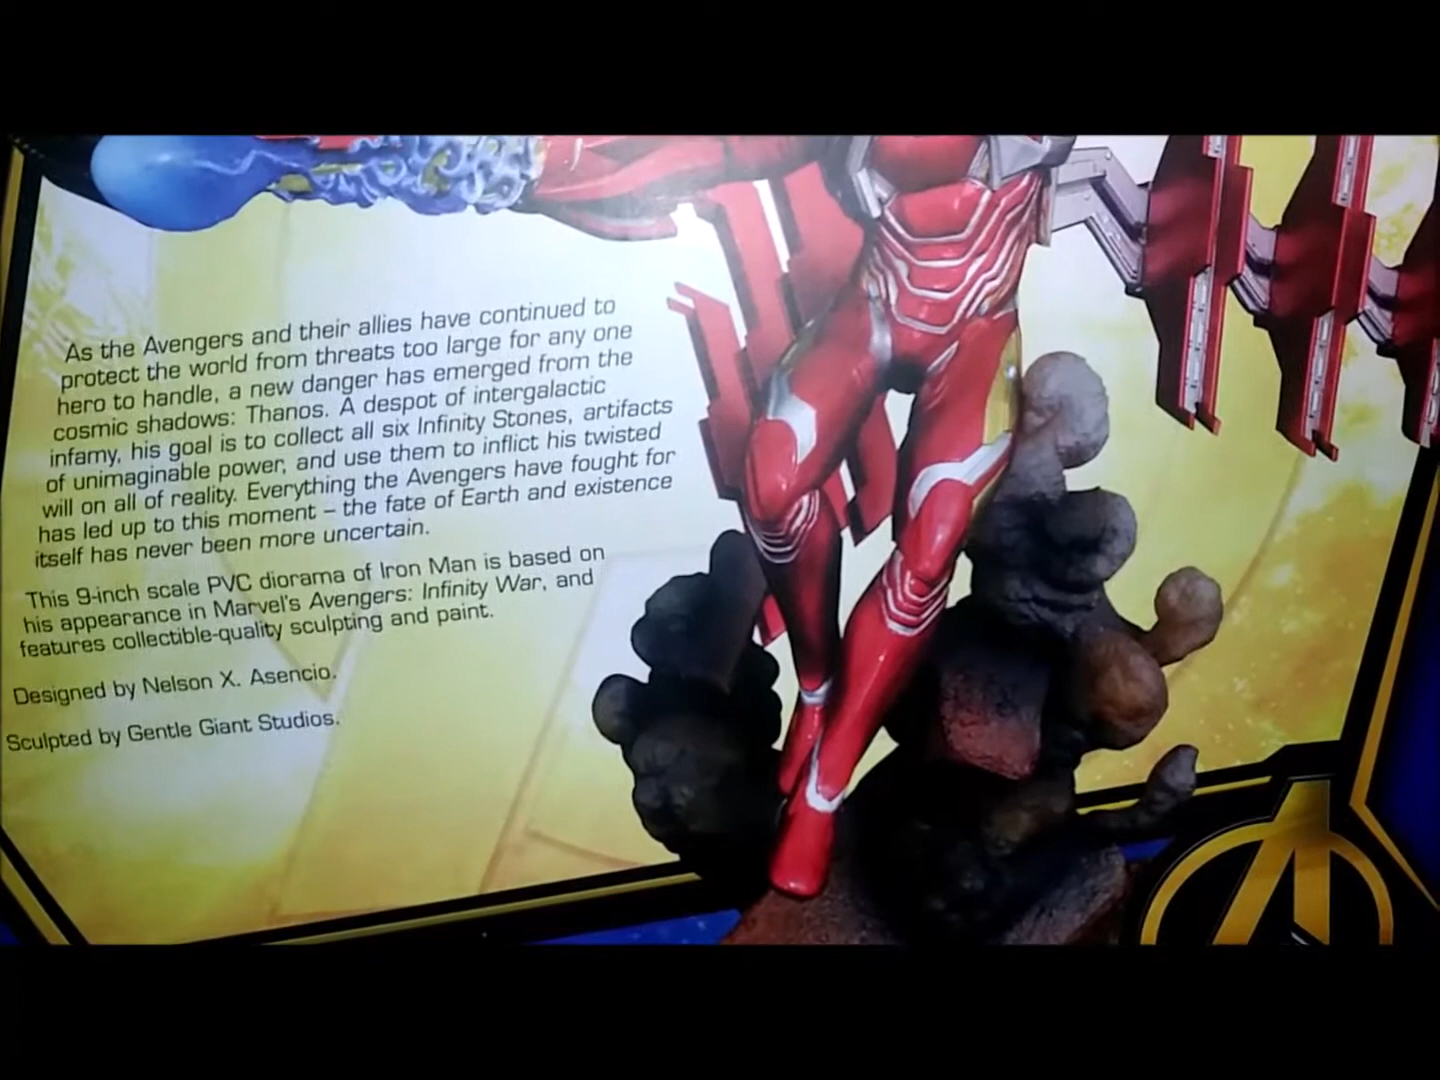 As the Avengers and their allies have continued to
protect the world from threats too large for any one
hero to handle, a new danger has emerged from the
cosmic shadows: Thanos. A despot of intergalactic
infamy, his goal is to collect all six Infinity Stones, artifacts
of unimaginable power, and use them to inflict his twisted
will on all of reality. Everything the Avengers have fought for
has led up to this moment – the fate of Earth and existence
itself has never been more uncertain.
This 9-inch scale PVC diorama of Iron Man is based on
his appearance in Marvel's Avengers: Infinity War, and
features collectible-quality sculpting and paint.
Designed by Nelson X. Asencio.
Sculpted by Gentle Giant Studios.